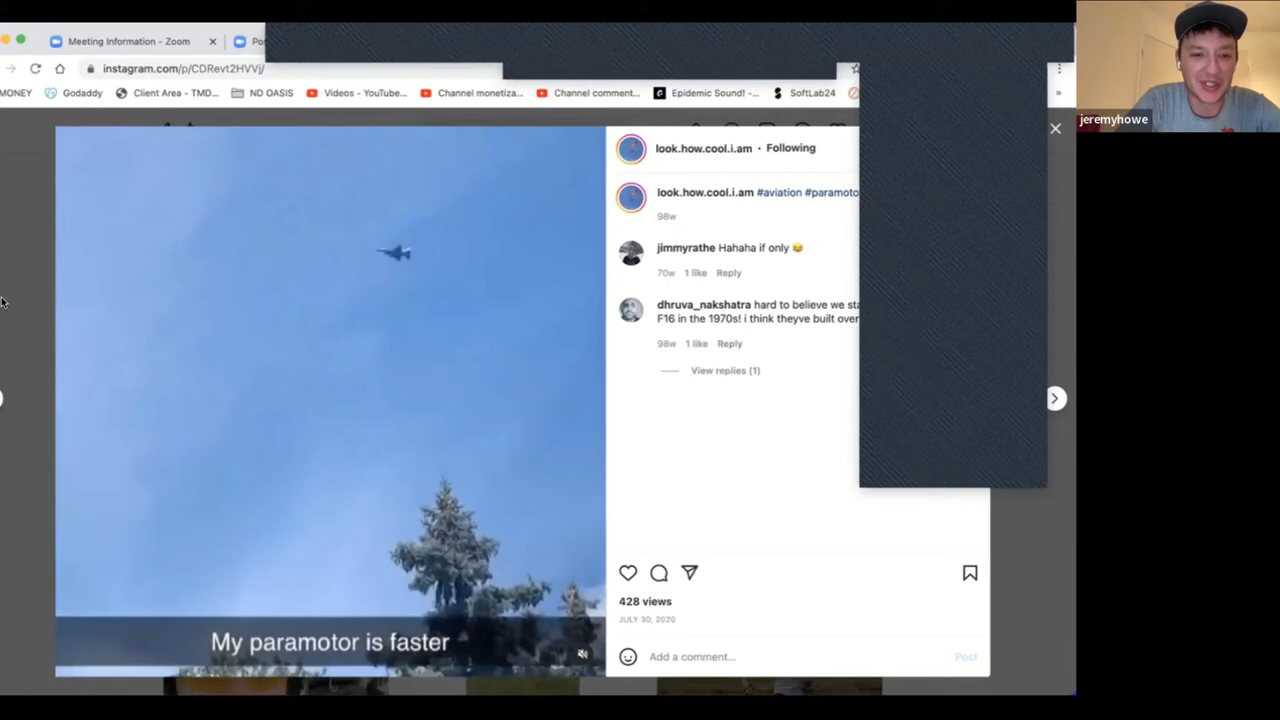 Meeting Information - Zoom
Po
instagram.com/p/CDRevt2HVVj/
MONEY
Godaddy
Client Area - TMD...
ND OASIS
Videos - YouTube...
Channel monetiza...
Channel comment...
Epidemic Sound! -...
SoftLab24
»
jeremyhowe
look.how.cool.i.am • Following
look.how.cool.i.am #aviation #paramoto
98w
jimmyrathe Hahaha if only 😂
70w 1 like Reply
dhruva_nakshatra hard to believe we sta
F16 in the 1970s! i think theyve built over
98w 1 like Reply
View replies (1)
428 views
JULY 30, 2020
Add a comment...
Post
My paramotor is faster